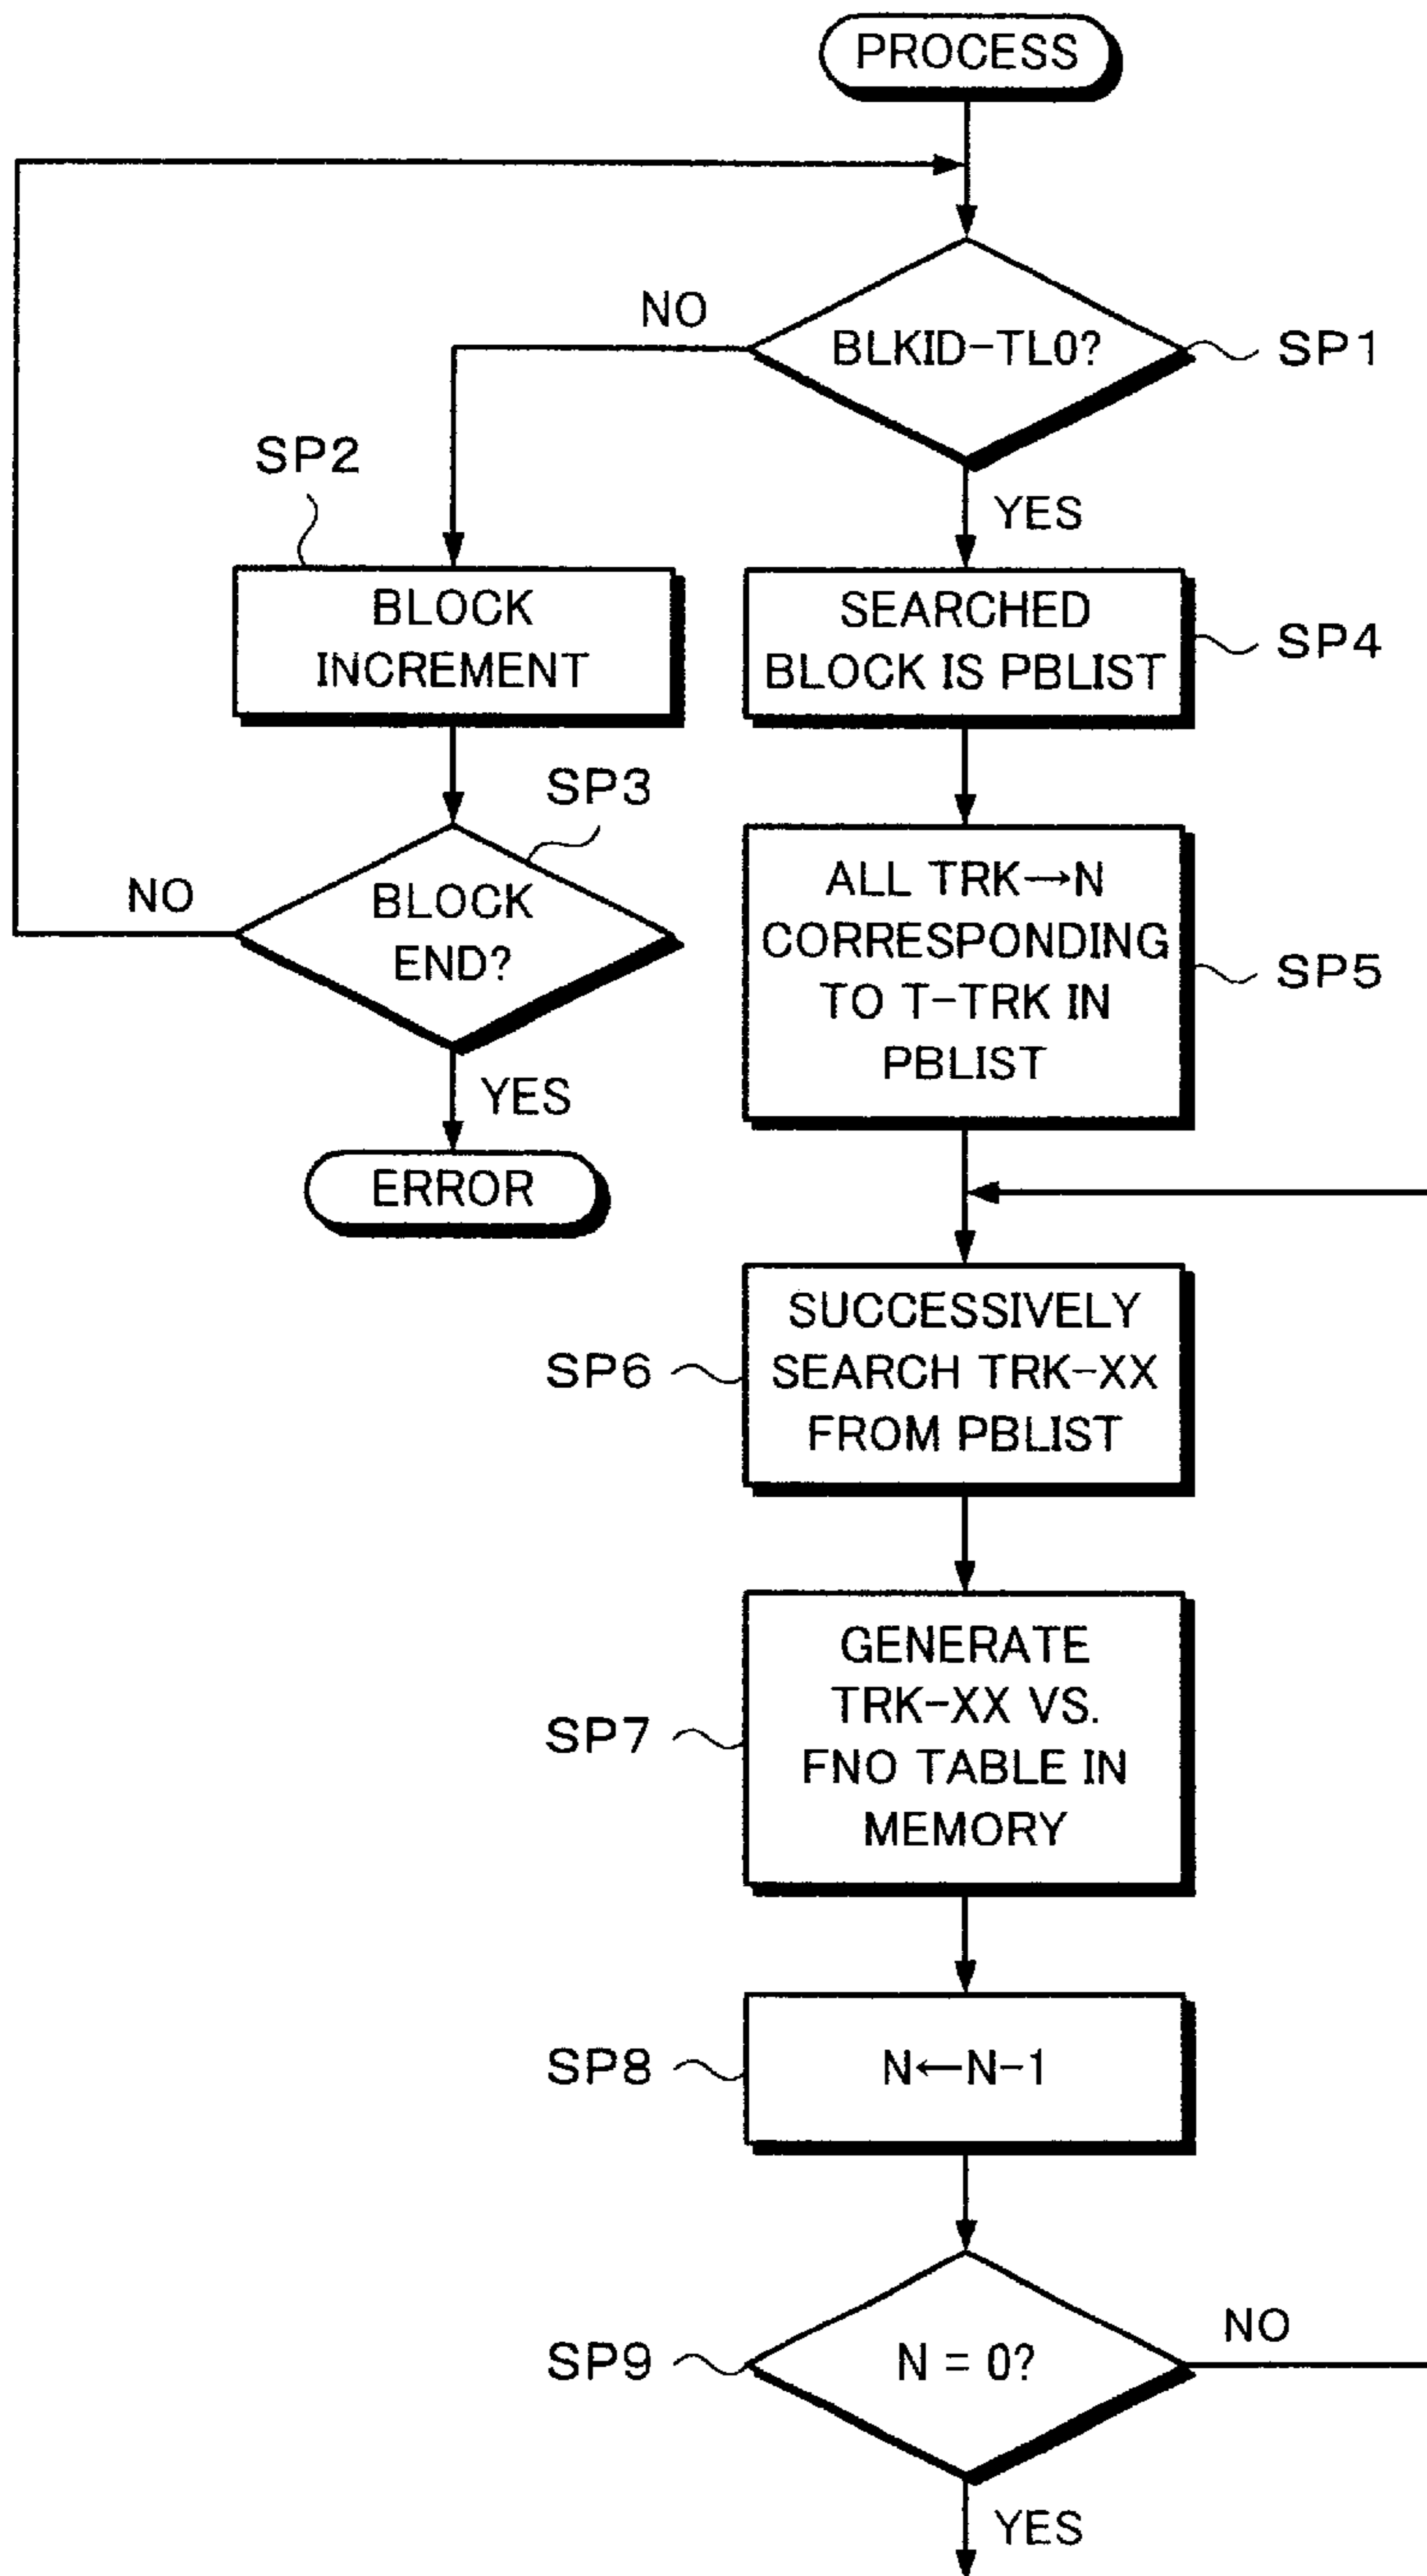 PROCESS
NO
BLKID-TL0?
SP1
SP2
YES
BLOCK
INCREMENT
SEARCHED
BLOCK IS PBLIST
SP4
SP3
NO
BLOCK
END?
ALL TRK→N
CORRESPONDING
TO T-TRK IN
PBLIST
SP5
YES
ERROR
SP6
SUCCESSIVELY
SEARCH TRK-XX
FROM PBLIST
SP7
GENERATE
TRK-XX VS.
FNO TABLE IN
MEMORY
SP8
N←N-1
SP9
N = 0?
NO
YES